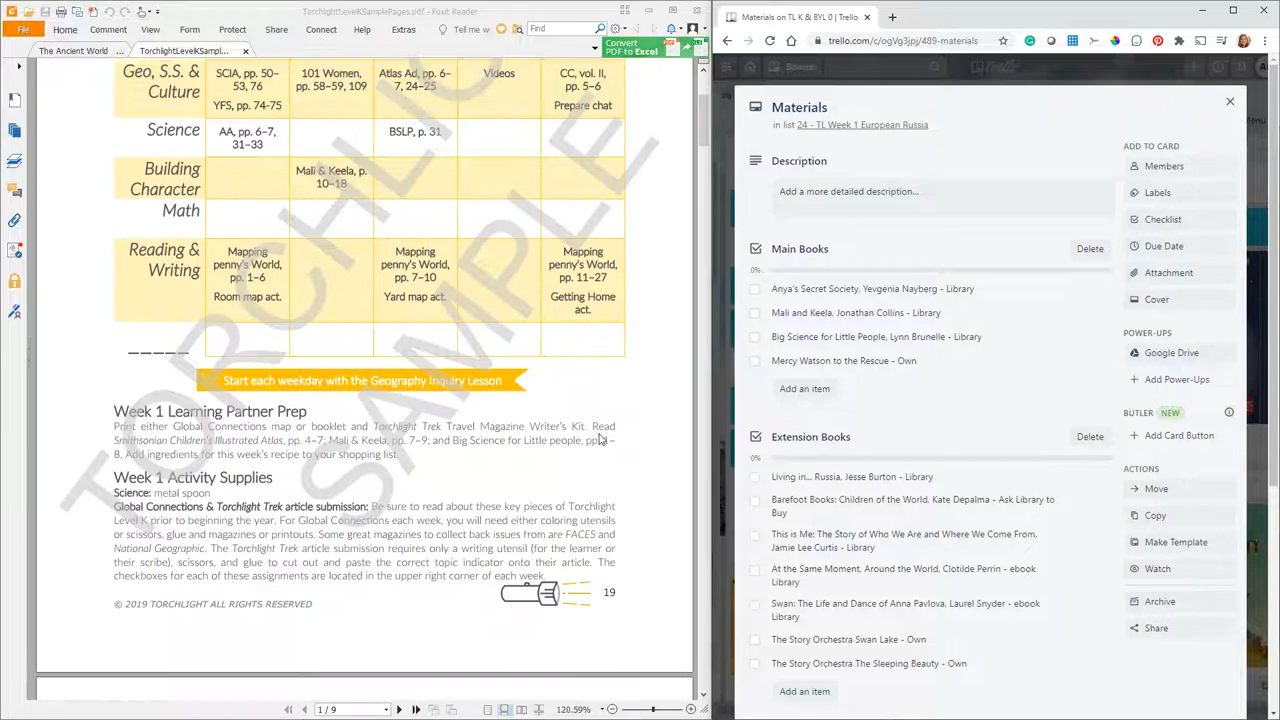 TorchlightLevelKSamplePages.pdf - Foxit Reader
File
Home
Comment
View
Form
Protect
Share
Connect
Help
Extras
Tell me w
Find
The Ancient World ...
TorchlightLevelKSampl...
Convert
PDF to Excel
Geo, S.S. &
Culture
SCIA, pp. 50–
53, 76
YFS, pp. 74-75
101 Women,
pp. 58–59, 109
Atlas Ad, pp. 6–
7, 24–25
Videos
CC, vol. II,
pp. 5–6
Prepare chat
Science
AA, pp. 6–7,
31–33
BSLP, p. 31
Building
Character
Mali & Keela, p.
10–18
Math
Reading &
Writing
Mapping
penny's World,
pp. 1–6
Room map act.
Mapping
penny's World,
pp. 7–10
Yard map act.
Mapping
penny's World,
pp. 11–27
Getting Home
act.
_____
Start each weekday with the Geography Inquiry Lesson
Week 1 Learning Partner Prep
Print either Global Connections map or booklet and Torchlight Trek Travel Magazine Writer's Kit. Read
Smithsonian Children's Illustrated Atlas, pp. 4–7; Mali & Keela, pp. 7–9; and Big Science for Little people, pp. –
8. Add ingredients for this week's recipe to your shopping list.
Week 1 Activity Supplies
Science: metal spoon
Global Connections & Torchlight Trek article submission: Be sure to read about these key pieces of Torchlight
Level K prior to beginning the year. For Global Connections each week, you will need either coloring utensils
or scissors, glue and magazines or printouts. Some great magazines to collect back issues from are FACES and
National Geographic. The Torchlight Trek article submission requires only a writing utensil (for the learner or
their scribe), scissors, and glue to cut out and paste the correct topic indicator onto their article. The
checkboxes for each of these assignments are located in the upper right corner of each week.
19
© 2019 TORCHLIGHT ALL RIGHTS RESERVED
TORCHLIGHT
SAMPLE
1 / 9
120.59%
Materials on TL K & BYL 0 | Trello
trello.com/c/ogVg3jpj/489-materials
Trello
Materials
in list 24 - TL Week 1 European Russia
Description
Add a more detailed description...
Main Books
Delete
0%
Anya's Secret Society, Yevgenia Nayberg - Library
Mali and Keela, Jonathan Collins - Library
Big Science for Little People, Lynn Brunelle - Library
Mercy Watson to the Rescue - Own
Add an item
Extension Books
Delete
0%
Living in... Russia, Jesse Burton - Library
Barefoot Books: Children of the World, Kate Depalma - Ask Library to
Buy
This is Me: The Story of Who We Are and Where We Come From,
Jamie Lee Curtis - Library
At the Same Moment, Around the World, Clotilde Perrin - ebook
Library
Swan: The Life and Dance of Anna Pavlova, Laurel Snyder - ebook
Library
The Story Orchestra Swan Lake - Own
The Story Orchestra The Sleeping Beauty - Own
Add an item
ADD TO CARD
Members
Labels
Checklist
Due Date
Attachment
Cover
POWER-UPS
Google Drive
Add Power-Ups
BUTLER NEW
Add Card Button
ACTIONS
Move
Copy
Make Template
Watch
Archive
Share